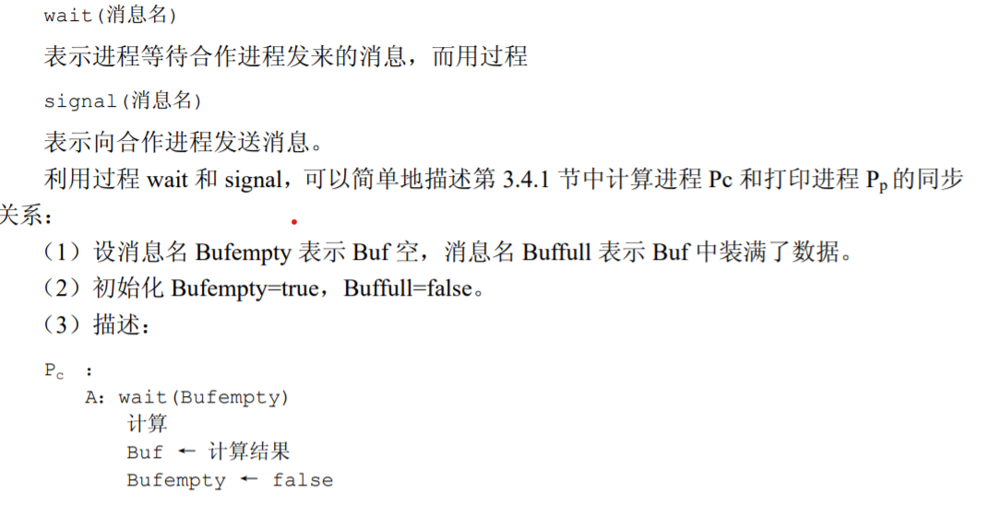 wait(消息名)
表示进程等待合作进程发来的消息，而用过程
signal(消息名)
表示向合作进程发送消息。
利用过程 wait 和 signal，可以简单地描述第 3.4.1 节中计算进程 Pc 和打印进程 Pp 的同步
关系：
（1）设消息名 Bufempty 表示 Buf 空，消息名 Buffull 表示 Buf 中装满了数据。
（2）初始化 Bufempty=true，Buffull=false。
（3）描述：
Pc ：
A：wait(Bufempty)
计算
Buf ← 计算结果
Bufempty ← false